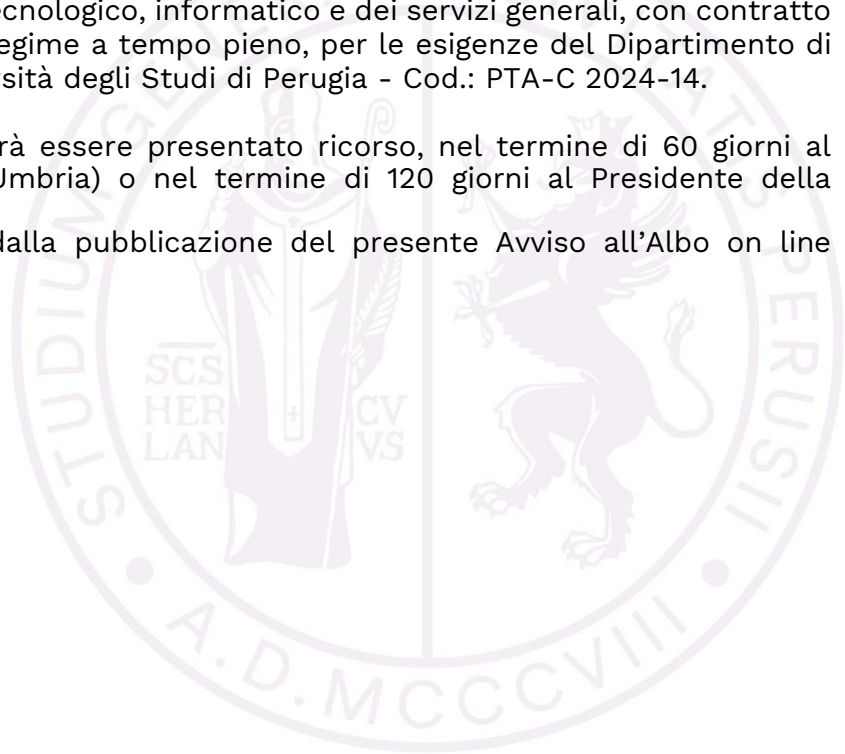 ecnologico, informatico e dei servizi generali, con contratto
egime a tempo pieno, per le esigenze del Dipartimento di
sità degli Studi di Perugia - Cod.: PTA-C 2024-14.
rà essere presentato ricorso, nel termine di 60 giorni al
Umbria) o nel termine di 120 giorni al Presidente della
dalla pubblicazione del presente Avviso all'Albo on line
SCS
HER
LAN
CV
VS
STUDIUM
PERUSII
A.D. MCCCVIII